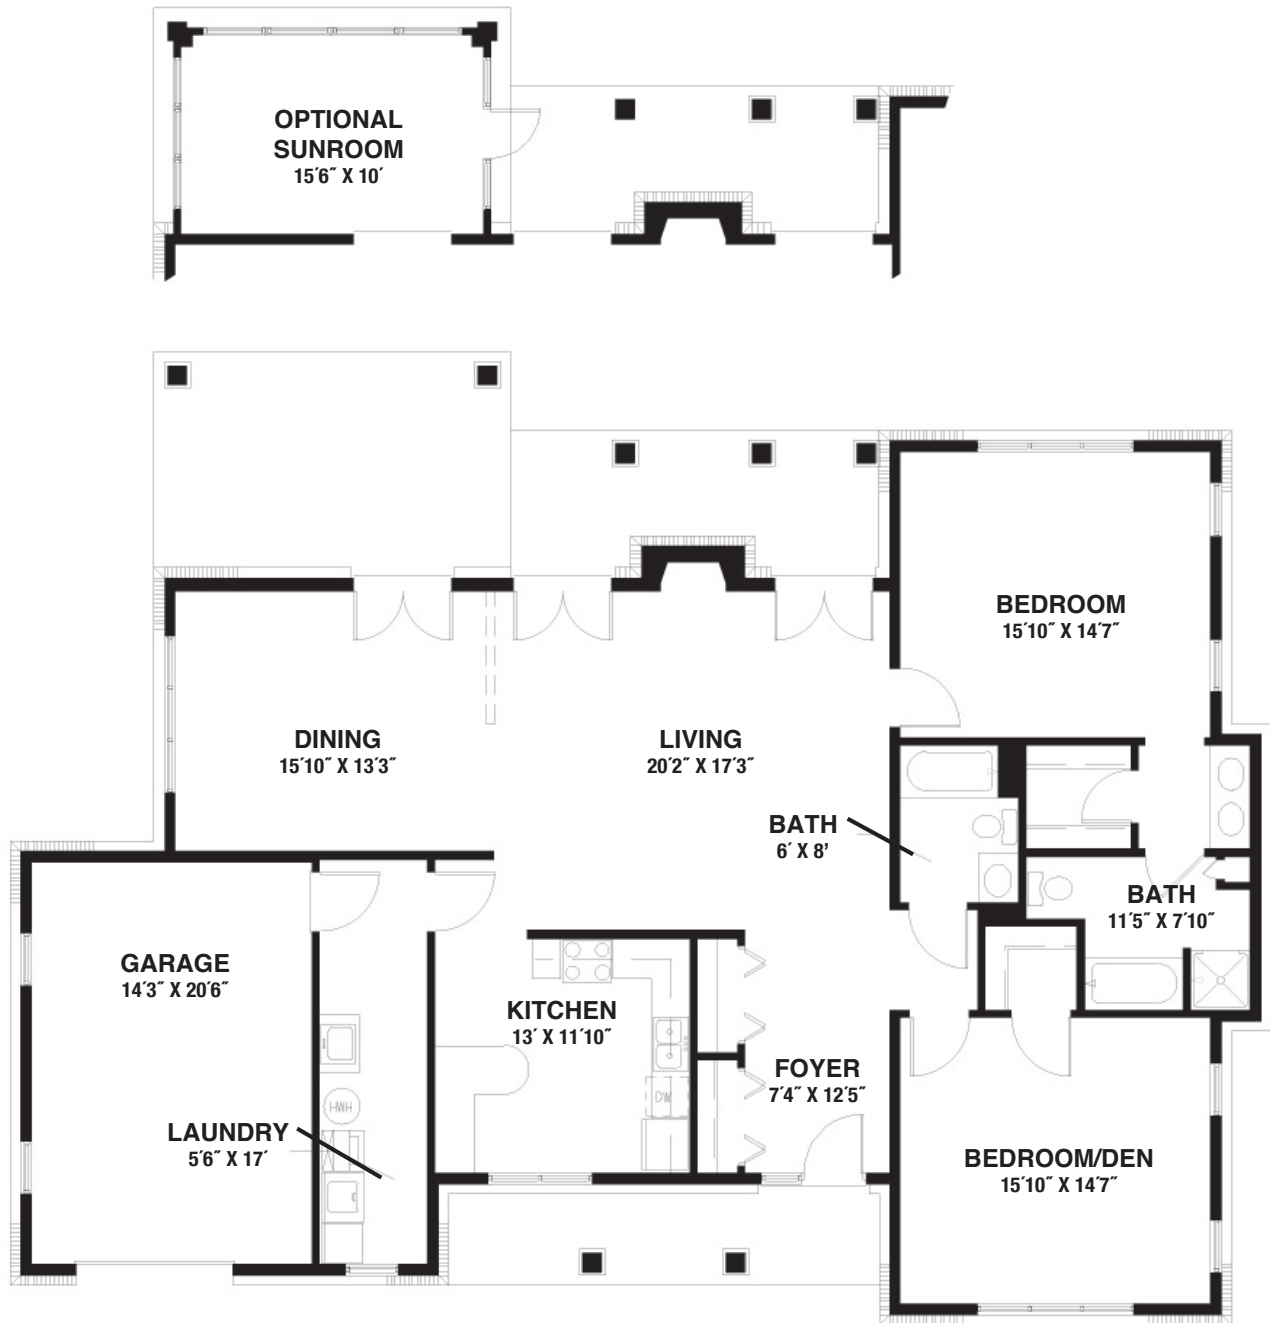 OPTIONAL
SUNROOM
15′6″ X 10′
BEDROOM
15′10″ X 14′7″
DINING
15′10″ X 13′3″
LIVING
20′2″ X 17′3″
BATH
6′ X 8'
BATH
11′5″ X 7′10″
GARAGE
14′3″ X 20′6″
KITCHEN
13′ X 11′10″
FOYER
7′4″ X 12′5″
DW
HWH
LAUNDRY
5′6″ X 17′
BEDROOM/DEN
15′10″ X 14′7″